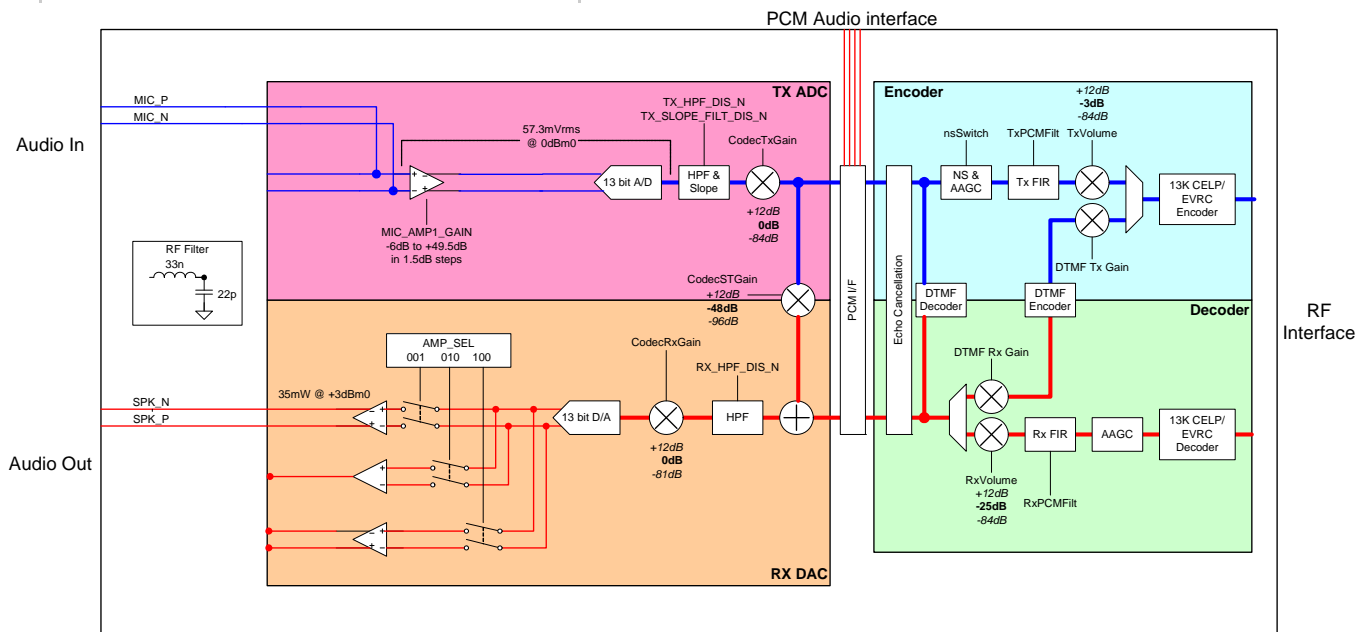 PCM Audio interface
Audio In
MIC_P
MIC_N
TX ADC
57.3mVrms
@ 0dBm0
TX_HPF_DIS_N
TX_SLOPE_FILT_DIS_N
CodecTxGain
+ −
− +
13 bit A/D
HPF &
Slope
MIC_AMP1_GAIN
-6dB to +49.5dB
in 1.5dB steps
+12dB
0dB
-84dB
RF Filter
33n
22p
CodecSTGain
+12dB
-48dB
-96dB
PCM I/F
Echo Cancellation
Encoder
nsSwitch
TxPCMFilt
+12dB
-3dB
-84dB
TxVolume
NS &
AAGC
Tx FIR
13K CELP/
EVRC
Encoder
DTMF Tx Gain
DTMF
Decoder
DTMF
Encoder
Decoder
RF
Interface
AMP_SEL
001 010 100
CodecRxGain
RX_HPF_DIS_N
DTMF Rx Gain
35mW @ +3dBm0
SPK_N
SPK_P
−
+
13 bit D/A
HPF
+12dB
0dB
-81dB
Rx FIR
AAGC
13K CELP/
EVRC
Decoder
Audio Out
+
−
RxVolume
+12dB
-25dB
-84dB
RxPCMFilt
+
−
RX DAC